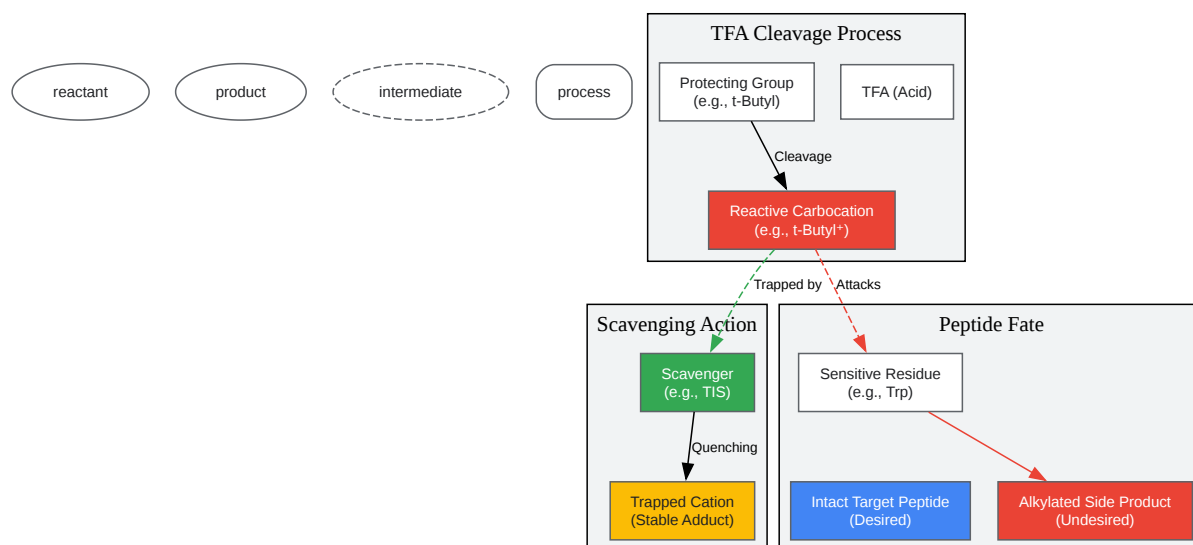 TFA Cleavage Process
reactant
product
intermediate
process
Protecting Group
(e.g., t-Butyl)
TFA (Acid)
Cleavage
Reactive Carbocation
(e.g., t-Butyl⁺)
Trapped by
Attacks
Scavenging Action
Peptide Fate
Scavenger
(e.g., TIS)
Sensitive Residue
(e.g., Trp)
Quenching
Trapped Cation
(Stable Adduct)
Intact Target Peptide
(Desired)
Alkylated Side Product
(Undesired)